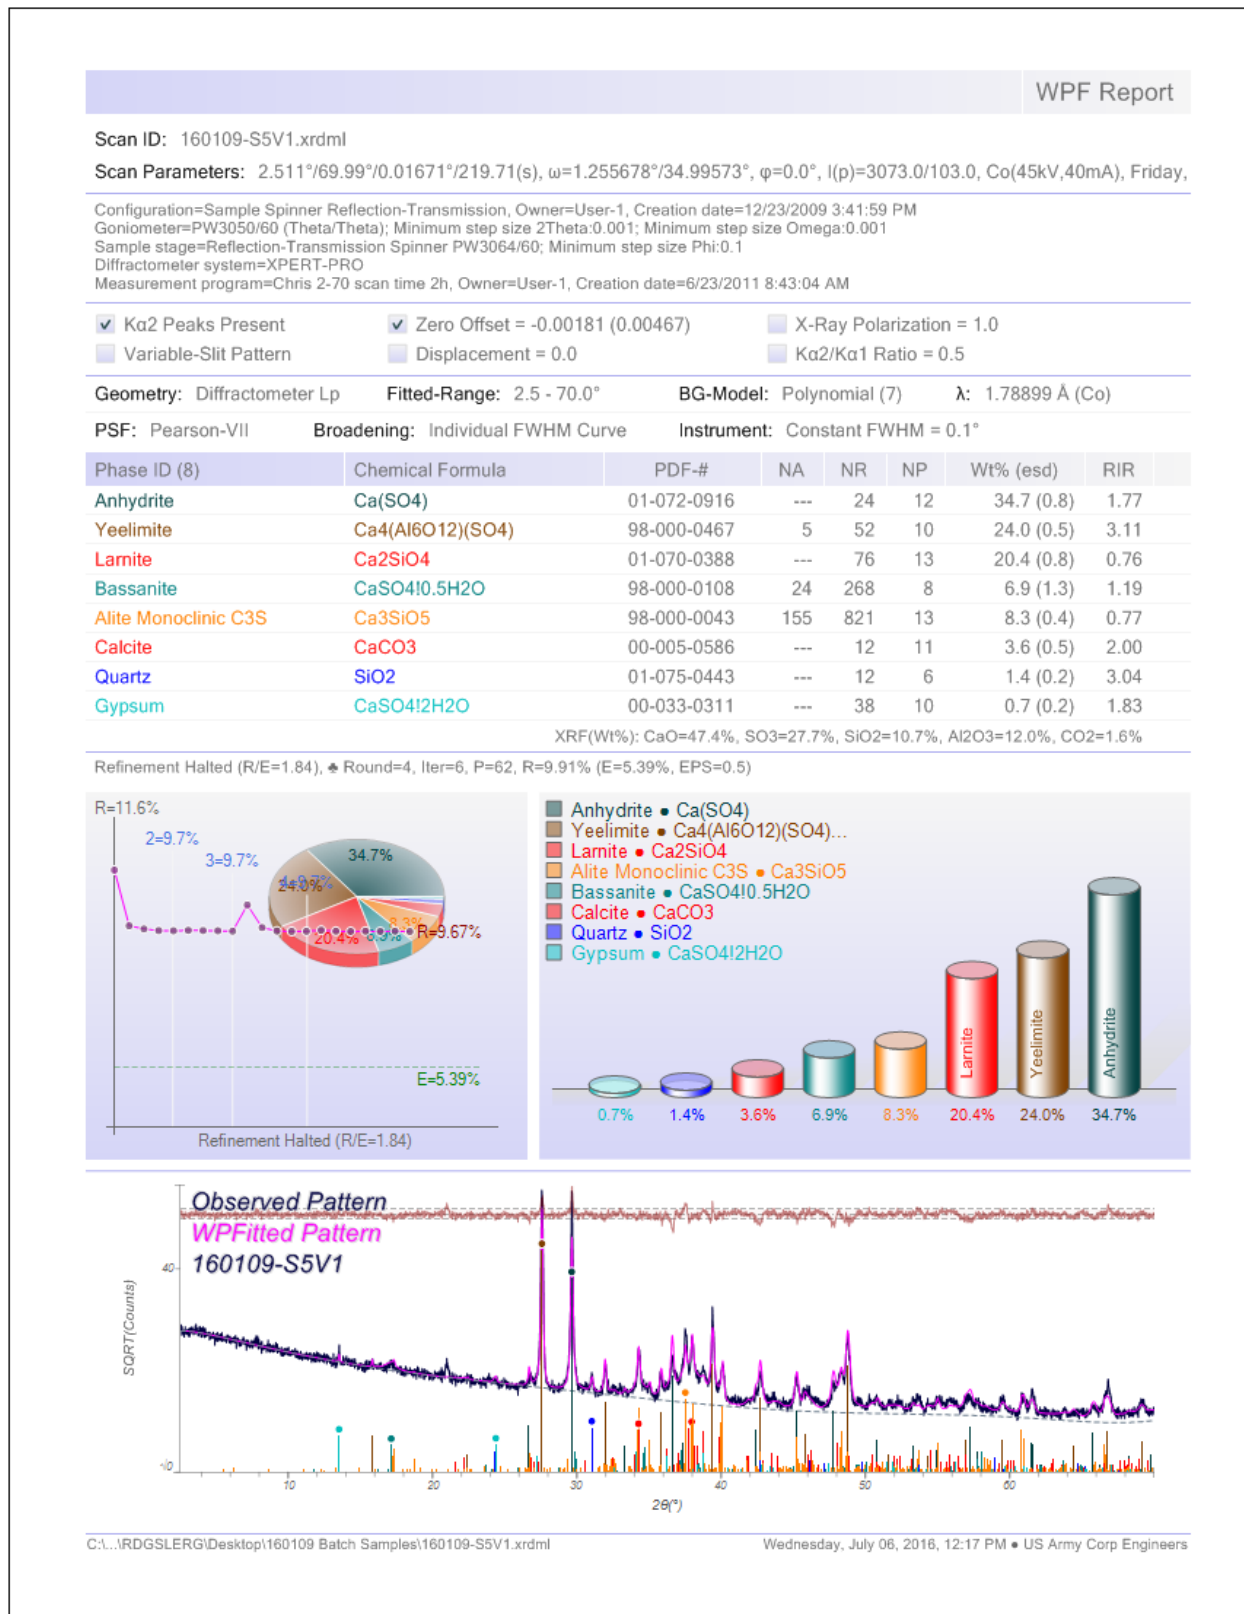 WPF Report
Scan ID: 160109-S5V1.xrdml
Scan Parameters: 2.511°/69.99°/0.01671°/219.71(s), ω=1.255678°/34.99573°, φ=0.0°, I(p)=3073.0/103.0, Co(45kV,40mA), Friday,
Configuration=Sample Spinner Reflection-Transmission, Owner=User-1, Creation date=12/23/2009 3:41:59 PM
Goniometer=PW3050/60 (Theta/Theta); Minimum step size 2Theta:0.001; Minimum step size Omega:0.001
Sample stage=Reflection-Transmission Spinner PW3064/60; Minimum step size Phi:0.1
Diffractometer system=XPERT-PRO
Measurement program=Chris 2-70 scan time 2h, Owner=User-1, Creation date=6/23/2011 8:43:04 AM
Kα2 Peaks Present Zero Offset = -0.00181 (0.00467) X-Ray Polarization = 1.0
Variable-Slit Pattern Displacement = 0.0 Kα2/Kα1 Ratio = 0.5
Geometry: Diffractometer Lp Fitted-Range: 2.5 - 70.0° BG-Model: Polynomial (7) λ: 1.78899 Å (Co)
PSF: Pearson-VII Broadening: Individual FWHM Curve Instrument: Constant FWHM = 0.1°
Phase ID (8) Chemical Formula PDF-# NA NR NP Wt% (esd) RIR
Anhydrite Ca(SO4) 01-072-0916 --- 24 12 34.7 (0.8) 1.77
Yeelimite Ca4(Al6O12)(SO4) 98-000-0467 5 52 10 24.0 (0.5) 3.11
Larnite Ca2SiO4 01-070-0388 --- 76 13 20.4 (0.8) 0.76
Bassanite CaSO4!0.5H2O 98-000-0108 24 268 8 6.9 (1.3) 1.19
Alite Monoclinic C3S Ca3SiO5 98-000-0043 155 821 13 8.3 (0.4) 0.77
Calcite CaCO3 00-005-0586 --- 12 11 3.6 (0.5) 2.00
Quartz SiO2 01-075-0443 --- 12 6 1.4 (0.2) 3.04
Gypsum CaSO4!2H2O 00-033-0311 --- 38 10 0.7 (0.2) 1.83
XRF(Wt%): CaO=47.4%, SO3=27.7%, SiO2=10.7%, Al2O3=12.0%, CO2=1.6%
Refinement Halted (R/E=1.84), ♣ Round=4, Iter=6, P=62, R=9.91% (E=5.39%, EPS=0.5)
R=11.6%
2=9.7%
3=9.7%
4=9.7%
34.7%
24.0%
20.4%
8.3%
R=9.67%
E=5.39%
Refinement Halted (R/E=1.84)
Anhydrite ● Ca(SO4)
Yeelimite ● Ca4(Al6O12)(SO4)...
Larnite ● Ca2SiO4
Alite Monoclinic C3S ● Ca3SiO5
Bassanite ● CaSO4!0.5H2O
Calcite ● CaCO3
Quartz ● SiO2
Gypsum ● CaSO4!2H2O
Larnite
Yeelimite
Anhydrite
0.7% 1.4% 3.6% 6.9% 8.3% 20.4% 24.0% 34.7%
Observed Pattern
WPFitted Pattern
160109-S5V1
SQRT(Counts)
40
10 20 30 40 50 60
2θ(°)
C:\...\RDGSLERG\Desktop\160109 Batch Samples\160109-S5V1.xrdml
Wednesday, July 06, 2016, 12:17 PM ● US Army Corp Engineers